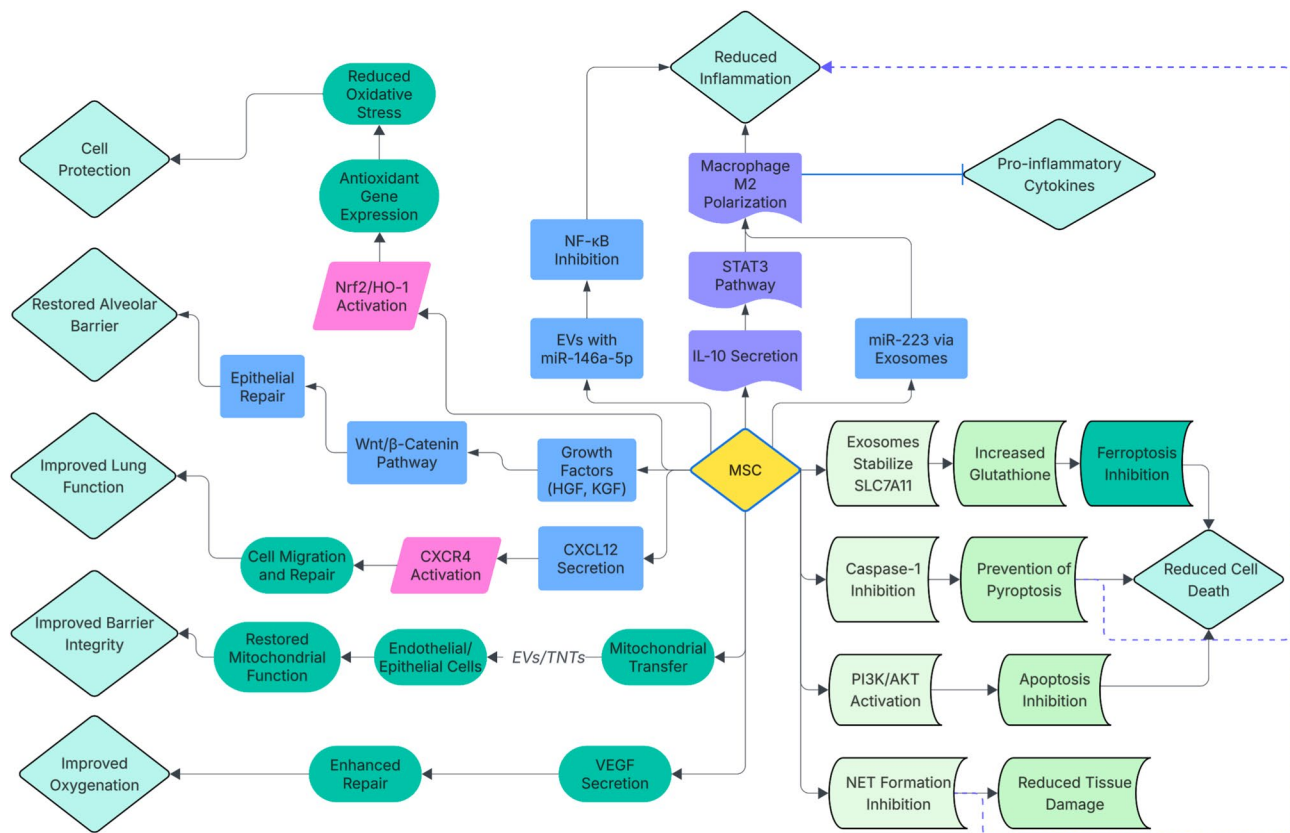 Reduced
Inflammation
Reduced
Oxidative
Stress
Cell
Protection
Macrophage
M2
Polarization
Pro-inflammatory
Cytokines
Antioxidant
Gene
Expression
NF-κB
Inhibition
STAT3
Pathway
Nrf2/HO-1
Activation
Restored Alveolar
Barrier
EVs with
miR-146a-5p
IL-10 Secretion
miR-223 via
Exosomes
Epithelial
Repair
Wnt/β-Catenin
Pathway
Growth
Factors
(HGF, KGF)
MSC
Exosomes
Stabilize
SLC7A11
Increased
Glutathione
Ferroptosis
Inhibition
Improved Lung
Function
Cell Migration
and Repair
CXCR4
Activation
CXCL12
Secretion
Caspase-1
Inhibition
Prevention of
Pyroptosis
Reduced Cell
Death
Improved Barrier
Integrity
Restored
Mitochondrial
Function
Endothelial/
Epithelial Cells
EVs/TNTs
Mitochondrial
Transfer
PI3K/AKT
Activation
Apoptosis
Inhibition
Improved
Oxygenation
Enhanced
Repair
VEGF
Secretion
NET Formation
Inhibition
Reduced Tissue
Damage